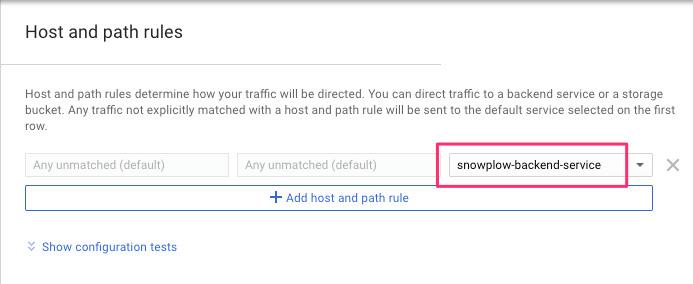 Host and path rules
Host and path rules determine how your traffic will be directed. You can direct traffic to a backend service or a storage
bucket. Any traffic not explicitly matched with a host and path rule will be sent to the default service selected on the first
row.
Any unmatched (default) Any unmatched (default) snowplow-backend-service
+ Add host and path rule
Show configuration tests